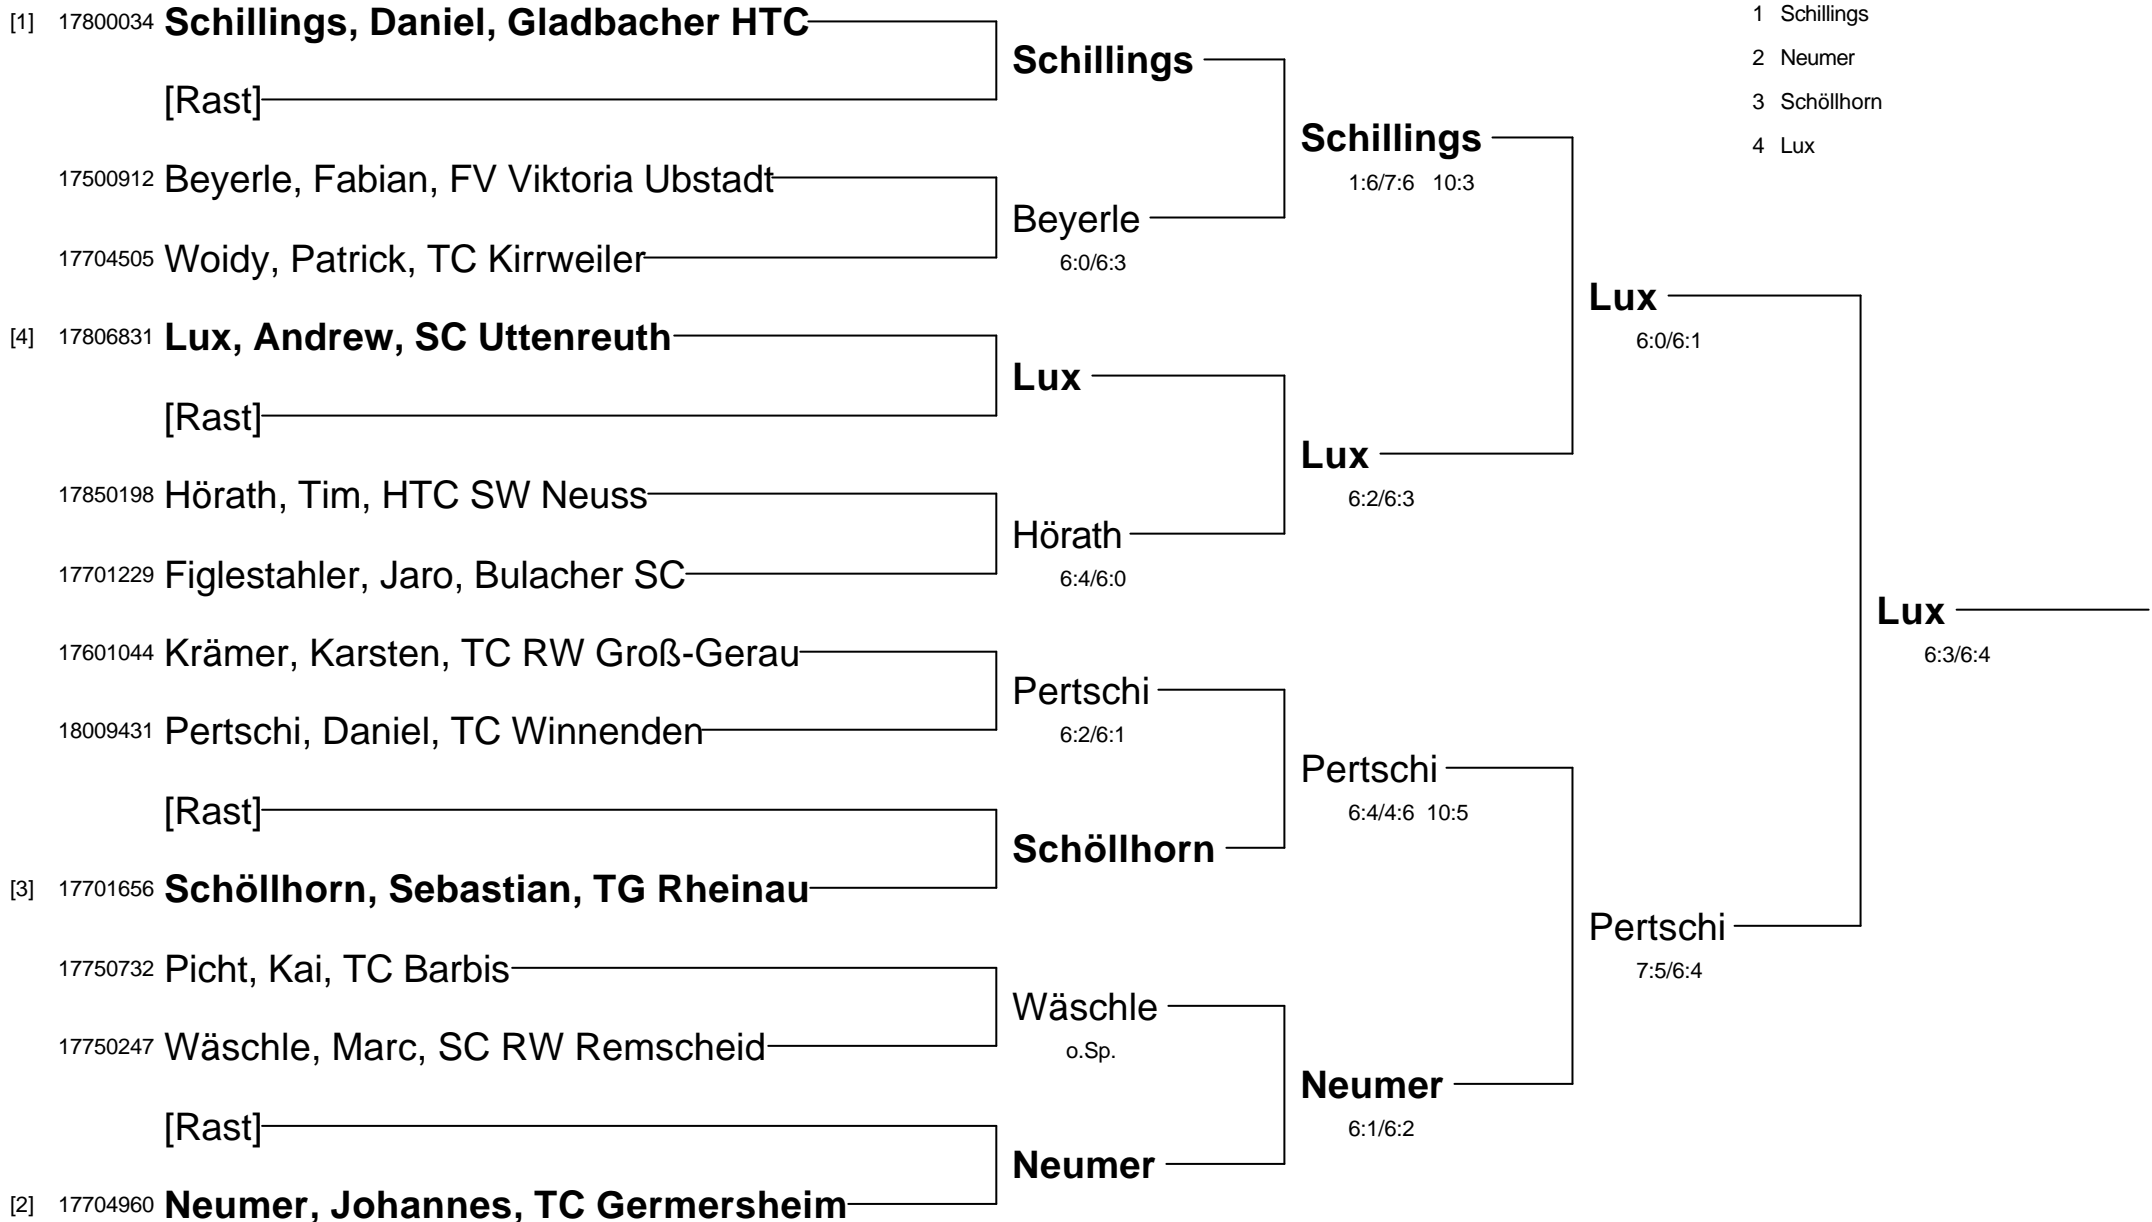 [1] 17800034 Schillings, Daniel, Gladbacher HTC
[Rast]
17500912 Beyerle, Fabian, FV Viktoria Ubstadt
17704505 Woidy, Patrick, TC Kirrweiler
[4] 17806831 Lux, Andrew, SC Uttenreuth
[Rast]
17850198 Hörath, Tim, HTC SW Neuss
17701229 Figlestahler, Jaro, Bulacher SC
17601044 Krämer, Karsten, TC RW Groß-Gerau
18009431 Pertschi, Daniel, TC Winnenden
[Rast]
[3] 17701656 Schöllhorn, Sebastian, TG Rheinau
17750732 Picht, Kai, TC Barbis
17750247 Wäschle, Marc, SC RW Remscheid
[Rast]
[2] 17704960 Neumer, Johannes, TC Germersheim
Schillings
Beyerle
6:0/6:3
Lux
Hörath
6:4/6:0
Pertschi
6:2/6:1
Schöllhorn
Wäschle
o.Sp.
Neumer
Schillings
1:6/7:6 10:3
Lux
6:2/6:3
Pertschi
6:4/4:6 10:5
Neumer
6:1/6:2
Lux
6:0/6:1
Pertschi
7:5/6:4
Lux
6:3/6:4
1 Schillings
2 Neumer
3 Schöllhorn
4 Lux